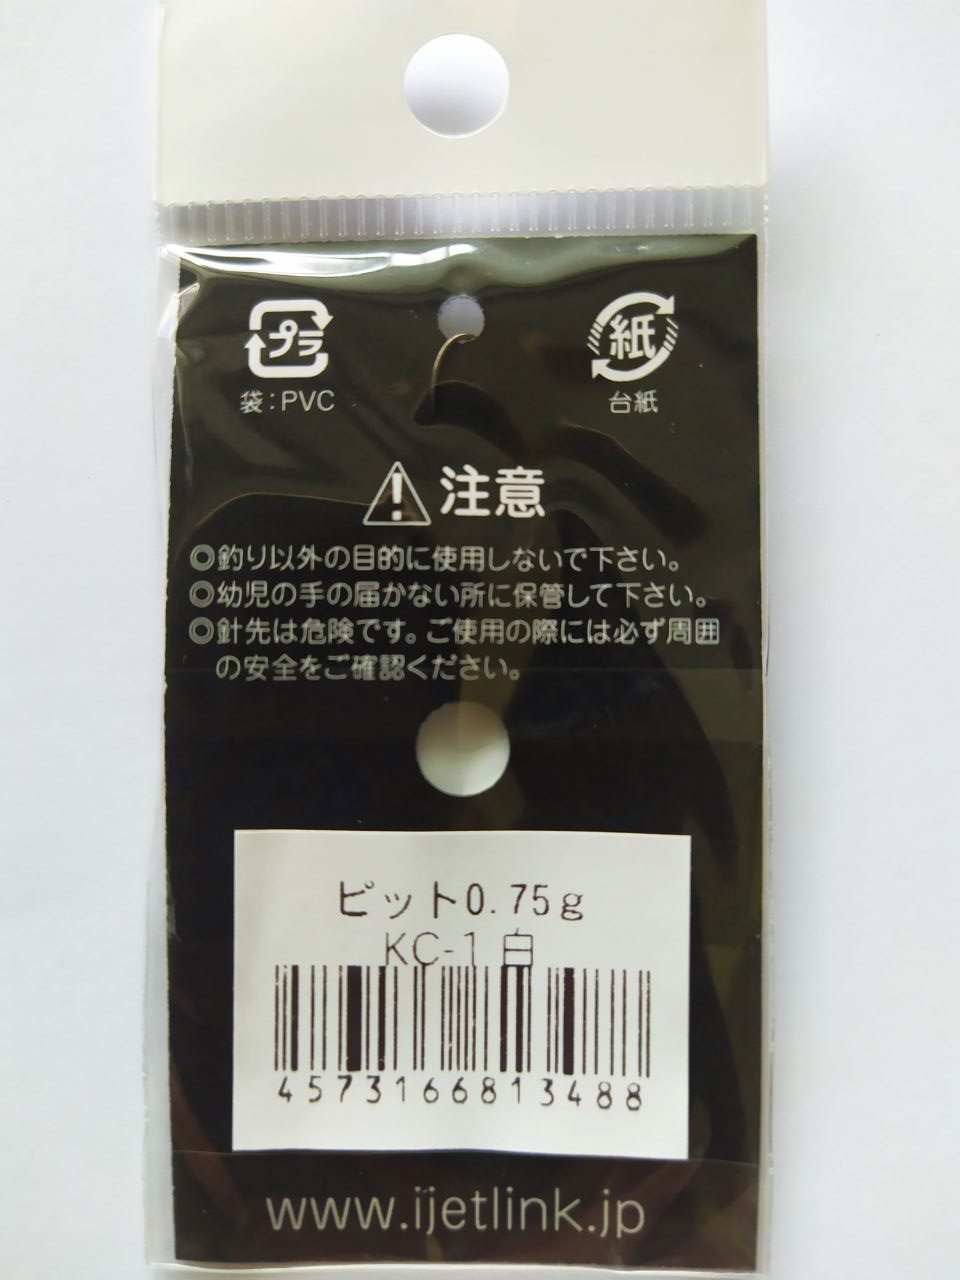 プラ
紙
袋：PVC
台紙
注意
◎釣り以外の目的に使用しないで下さい。
◎幼児の手の届かない所に保管して下さい。
◎針先は危険です。ご使用の際には必ず周囲
の安全をご確認ください。
ピット0.75g
KC-1 白
4573166813488
www.ijetlink.jp